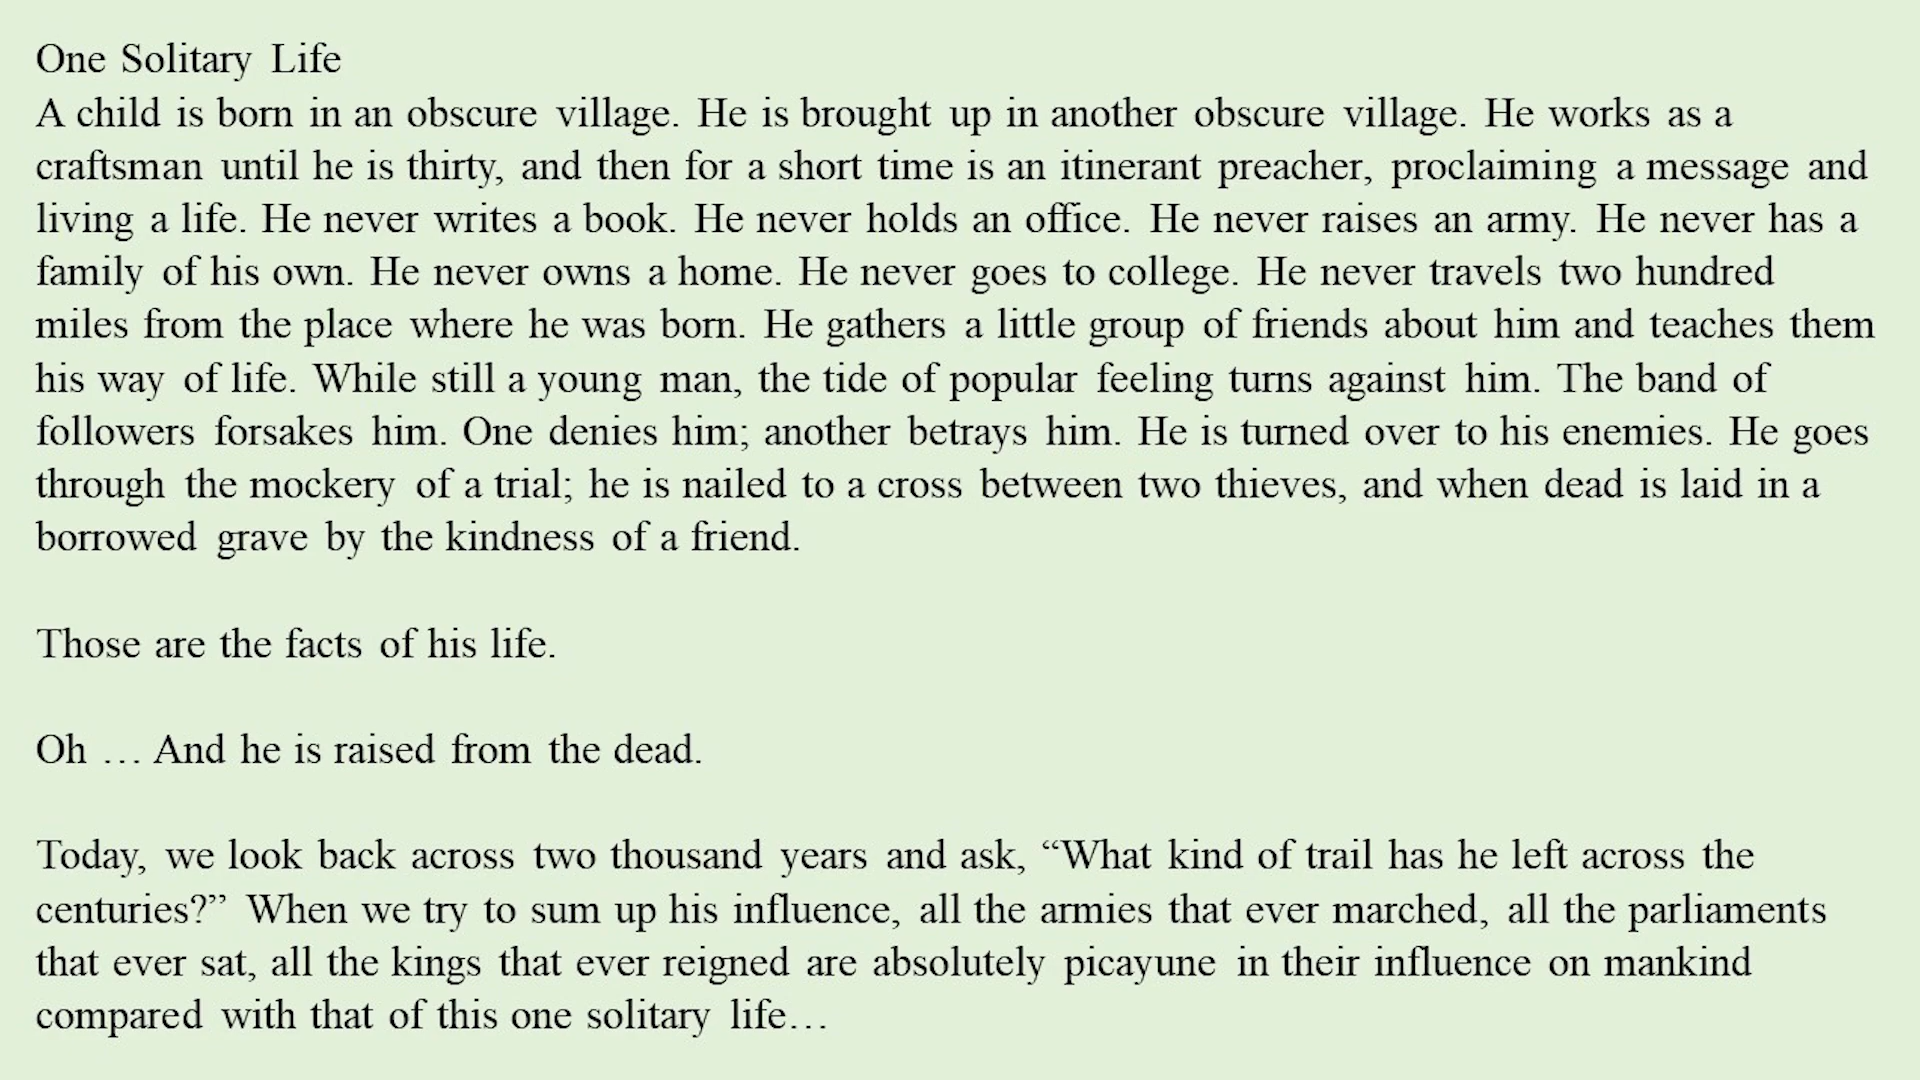 One Solitary Life
A child is born in an obscure village. He is brought up in another obscure village. He works as a
craftsman until he is thirty, and then for a short time is an itinerant preacher, proclaiming a message and
living a life. He never writes a book. He never holds an office. He never raises an army. He never has a
family of his own. He never owns a home. He never goes to college. He never travels two hundred
miles from the place where he was born. He gathers a little group of friends about him and teaches them
his way of life. While still a young man, the tide of popular feeling turns against him. The band of
followers forsakes him. One denies him; another betrays him. He is turned over to his enemies. He goes
through the mockery of a trial; he is nailed to a cross between two thieves, and when dead is laid in a
borrowed grave by the kindness of a friend.
Those are the facts of his life.
Oh … And he is raised from the dead.
Today, we look back across two thousand years and ask, “What kind of trail has he left across the
centuries?” When we try to sum up his influence, all the armies that ever marched, all the parliaments
that ever sat, all the kings that ever reigned are absolutely picayune in their influence on mankind
compared with that of this one solitary life…